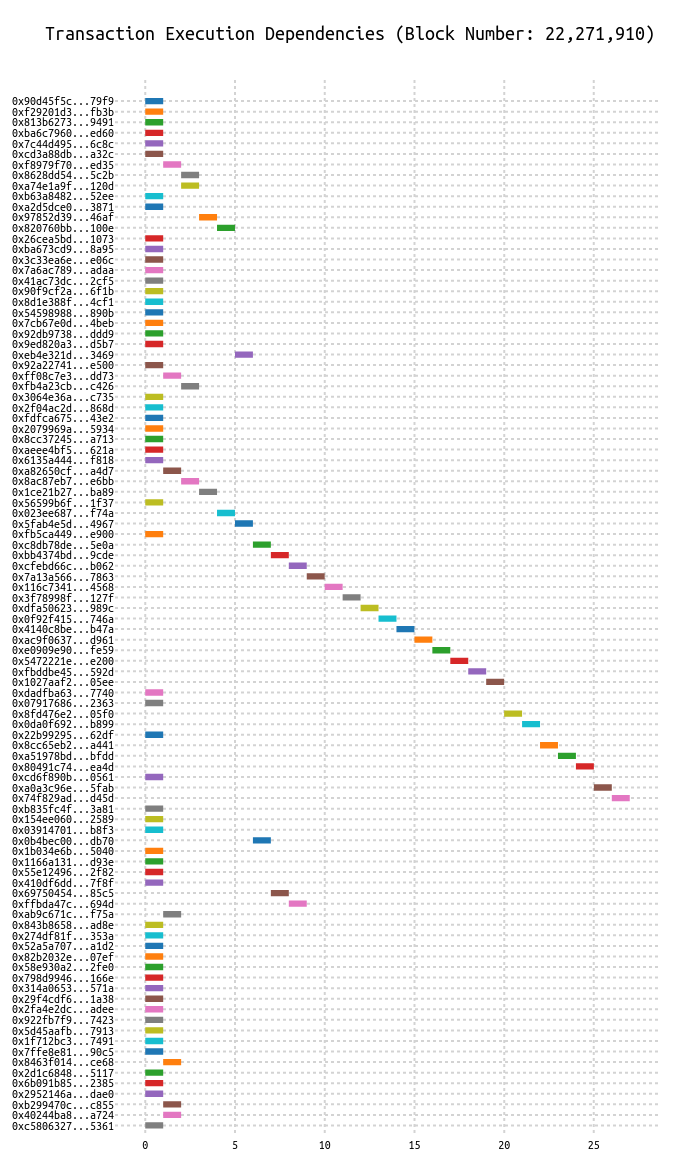 Transaction Execution Dependencies (Block Number: 22,271,910)
0x90d45f5c...79f9
0xf29201d3...fb3b
0x813b6273...9491
0xba6c7960...ed60
0x7c44d495...6c8c
0xcd3a88db...a32c
0xf8979f70...ed35
0x8628dd54...5c2b
0xa74e1a9f...120d
0xb63a8482...52ee
0xa2d5dce0...3871
0x97852d39...46af
0x820760bb...100e
0x26cea5bd...1073
0xba673cd9...8a95
0x3c33ea6e...e06c
0x7a6ac789...adaa
0x41ac73dc...2cf5
0x90f9cf2a...6f1b
0x8d1e388f...4cf1
0x54598988...890b
0x7cb67e0d...4beb
0x92db9738...ddd9
0x9ed820a3...d5b7
0xeb4e321d...3469
0x92a22741...e500
0xff08c7e3...dd73
0xfb4a23cb...c426
0x3064e36a...c735
0x2f04ac2d...868d
0xfdfca675...43e2
0x2079969a...5934
0x8cc37245...a713
0xaeee4bf5...621a
0x6135a444...f818
0xa82650cf...a4d7
0x8ac87eb7...e6bb
0x1ce21b27...ba89
0x56599b6f...1f37
0x023ee687...f74a
0x5fab4e5d...4967
0xfb5ca449...e900
0xc8db78de...5e0a
0xbb4374bd...9cde
0xcfebd66c...b062
0x7a13a566...7863
0x116c7341...4568
0x3f78998f...127f
0xdfa50623...989c
0x0f92f415...746a
0x4140c8be...b47a
0xac9f0637...d961
0xe0909e90...fe59
0x5472221e...e200
0xfbddbe45...592d
0x1027aaf2...05ee
0xdadfba63...7740
0x07917686...2363
0x8fd476e2...05f0
0x0da0f692...b899
0x22b99295...62df
0x8cc65eb2...a441
0xa51978bd...bfdd
0x80491c74...ea4d
0xcd6f890b...0561
0xa0a3c96e...5fab
0x74f829ad...d45d
0xb835fc4f...3a81
0x154ee060...2589
0x03914701...b8f3
0x0b4bec00...db70
0x1b034e6b...5040
0x1166a131...d93e
0x55e12496...2f82
0x410df6dd...7f8f
0x69750454...85c5
0xffbda47c...694d
0xab9c671c...f75a
0x843b8658...ad8e
0x274df81f...353a
0x52a5a707...a1d2
0x82b2032e...07ef
0x58e930a2...2fe0
0x798d9946...166e
0x314a0653...571a
0x29f4cdf6...1a38
0x2fa4e2dc...adee
0x922fb7f9...7423
0x5d45aafb...7913
0x1f712bc3...7491
0x7ffe8e81...90c5
0x8463f014...ce68
0x2d1c6848...5117
0x6b091b85...2385
0x2952146a...dae0
0xb299470c...c855
0x40244ba8...a724
0xc5806327...5361
0 5 10 15 20 25